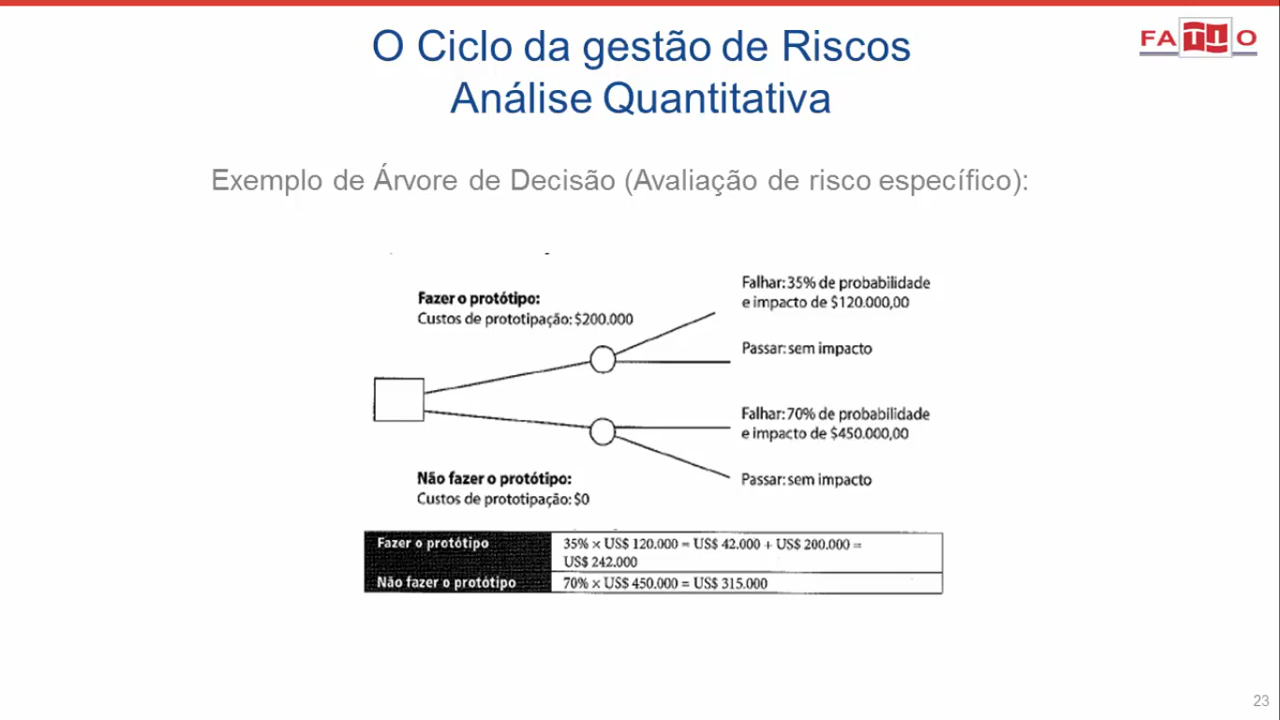 O Ciclo da gestão de Riscos
Análise Quantitativa
FATTO
Exemplo de Árvore de Decisão (Avaliação de risco específico):
Fazer o protótipo:
Custos de prototipação: $200.000
Falhar: 35% de probabilidade
e impacto de $120.000,00
Passar: sem impacto
Falhar: 70% de probabilidade
e impacto de $450.000,00
Passar: sem impacto
Não fazer o protótipo:
Custos de prototipação: $0
Fazer o protótipo
35% × US$ 120.000 = US$ 42.000 + US$ 200.000 =
US$ 242.000
Não fazer o protótipo
70% × US$ 450.000 = US$ 315.000
23